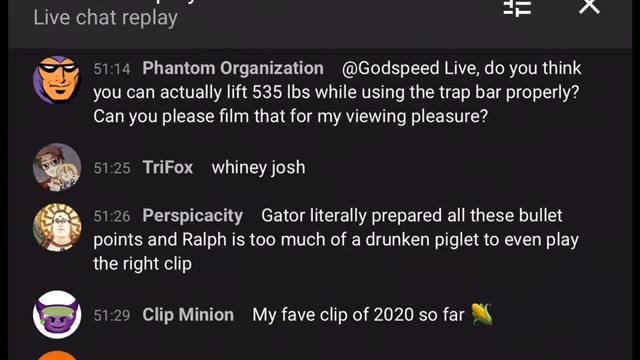 Live chat replay
51:14 Phantom Organization @Godspeed Live, do you think
you can actually lift 535 lbs while using the trap bar properly?
Can you please film that for my viewing pleasure?
51:25 TriFox whiney josh
51:26 Perspicacity Gator literally prepared all these bullet
points and Ralph is too much of a drunken piglet to even play
the right clip
51:29 Clip Minion My fave clip of 2020 so far 🌽